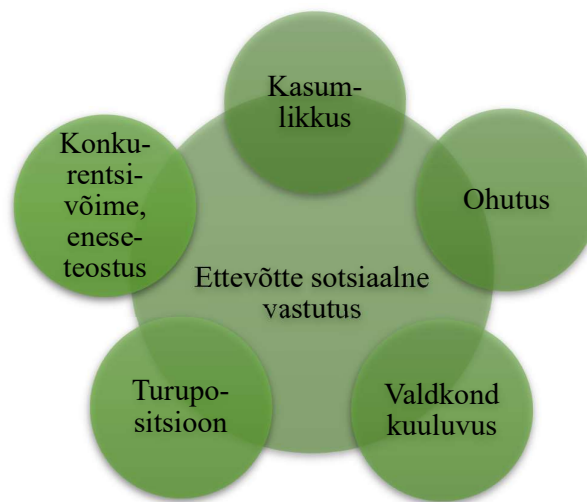 Kasum-
likkus
Ohutus
Valdkond
kuuluvus
Turupo-
sitsioon
Konku-
rentsi-
võime,
enese-
teostus
Ettevõtte sotsiaalne
vastutus